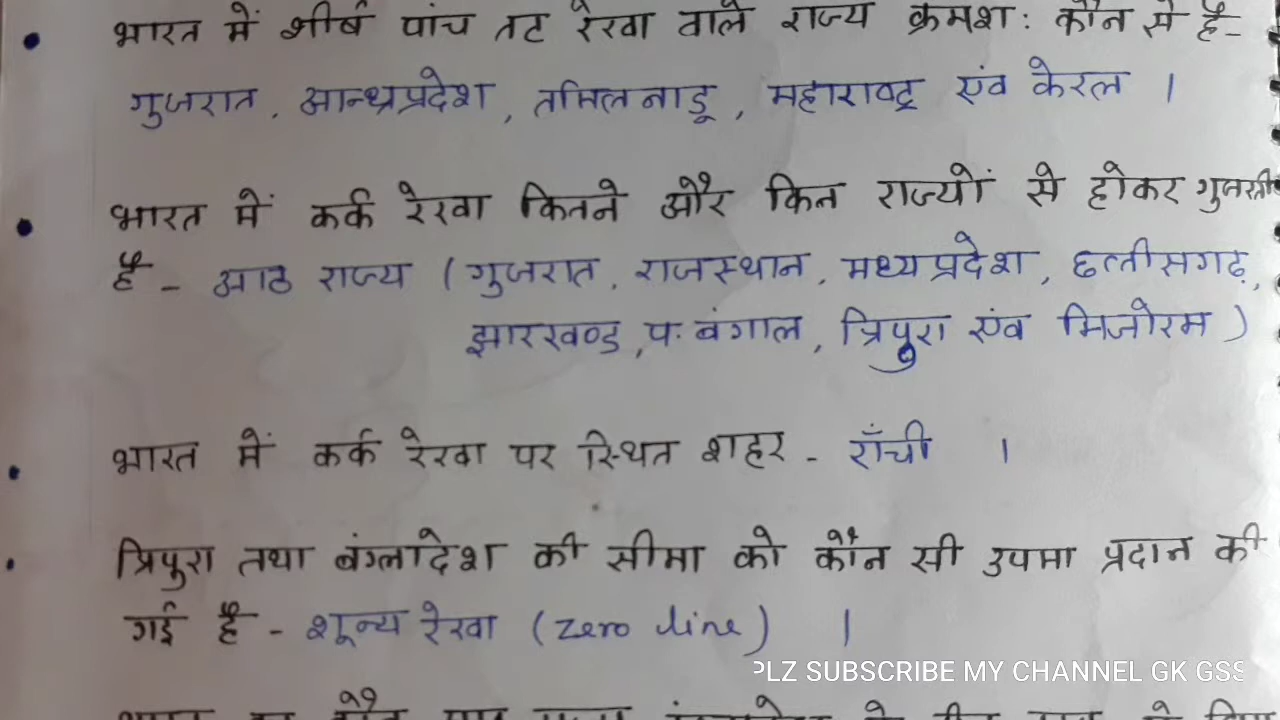 भारत में शीर्ष पांच तट रेखा वाले राज्य क्रमश: कौन से है-
गुजरात, आन्ध्रप्रदेश, तमिलनाडू, महाराष्ट्र एंव केरल ।
भारत में कर्क रेखा कितने और किन राज्यों से होकर गुजरती
है - आठ राज्य (गुजरात, राजस्थान, मध्यप्रदेश, छत्तीसगढ़,
झारखण्ड, प. बंगाल, त्रिपुरा एंव मिजोरम)
भारत में कर्क रेखा पर स्थित शहर - राँची ।
त्रिपुरा तथा बंग्लादेश की सीमा को कौन सी उपमा प्रदान की
गई है - शून्य रेखा (zero line) ।
PLZ SUBSCRIBE MY CHANNEL GK GSS